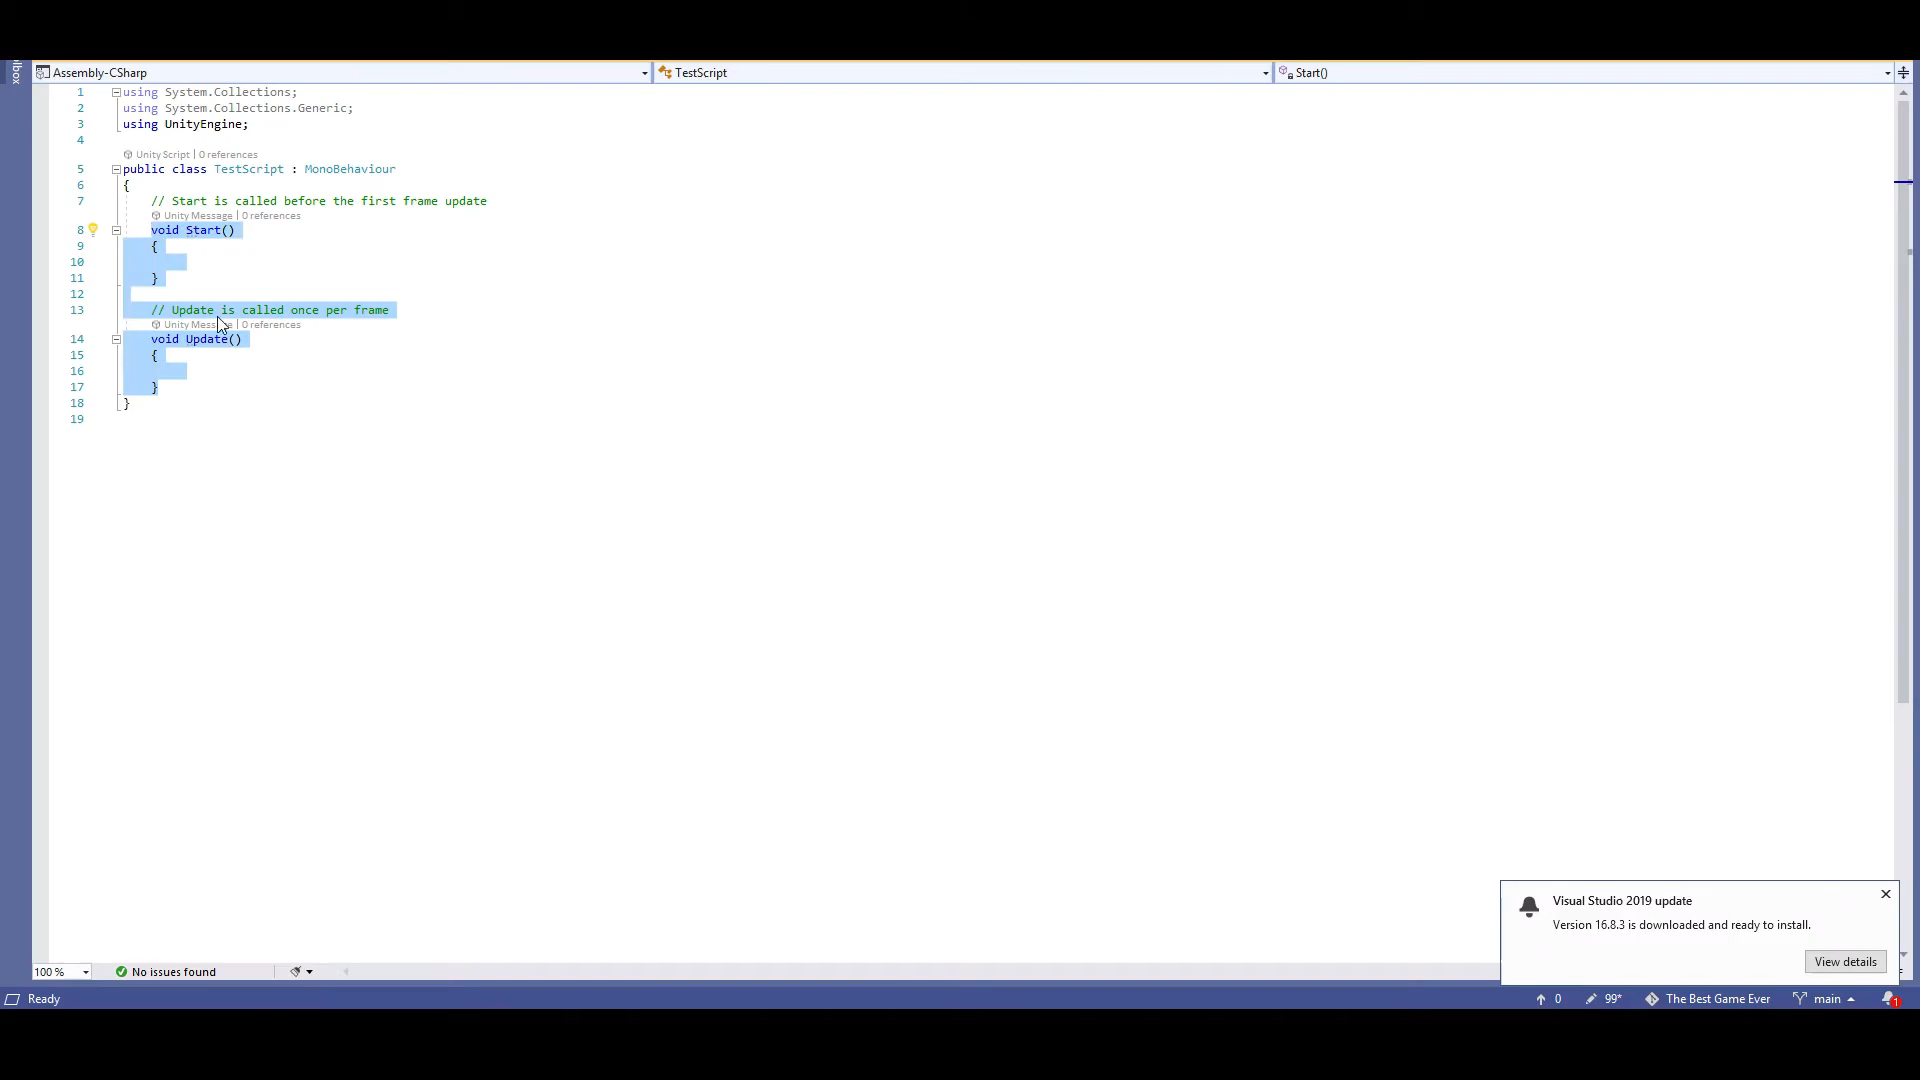 lbox
Assembly-CSharp
TestScript
Start()
1 using System.Collections;
2 using System.Collections.Generic;
3 using UnityEngine;
4
Unity Script | 0 references
5 public class TestScript : MonoBehaviour
6 {
7 // Start is called before the first frame update
Unity Message | 0 references
8 void Start()
9 {
10
11 }
12
13 // Update is called once per frame
Unity Message | 0 references
14 void Update()
15 {
16
17 }
18 }
19
Visual Studio 2019 update
Version 16.8.3 is downloaded and ready to install.
View details
100 %
No issues found
Ready
0
99*
The Best Game Ever
main
1